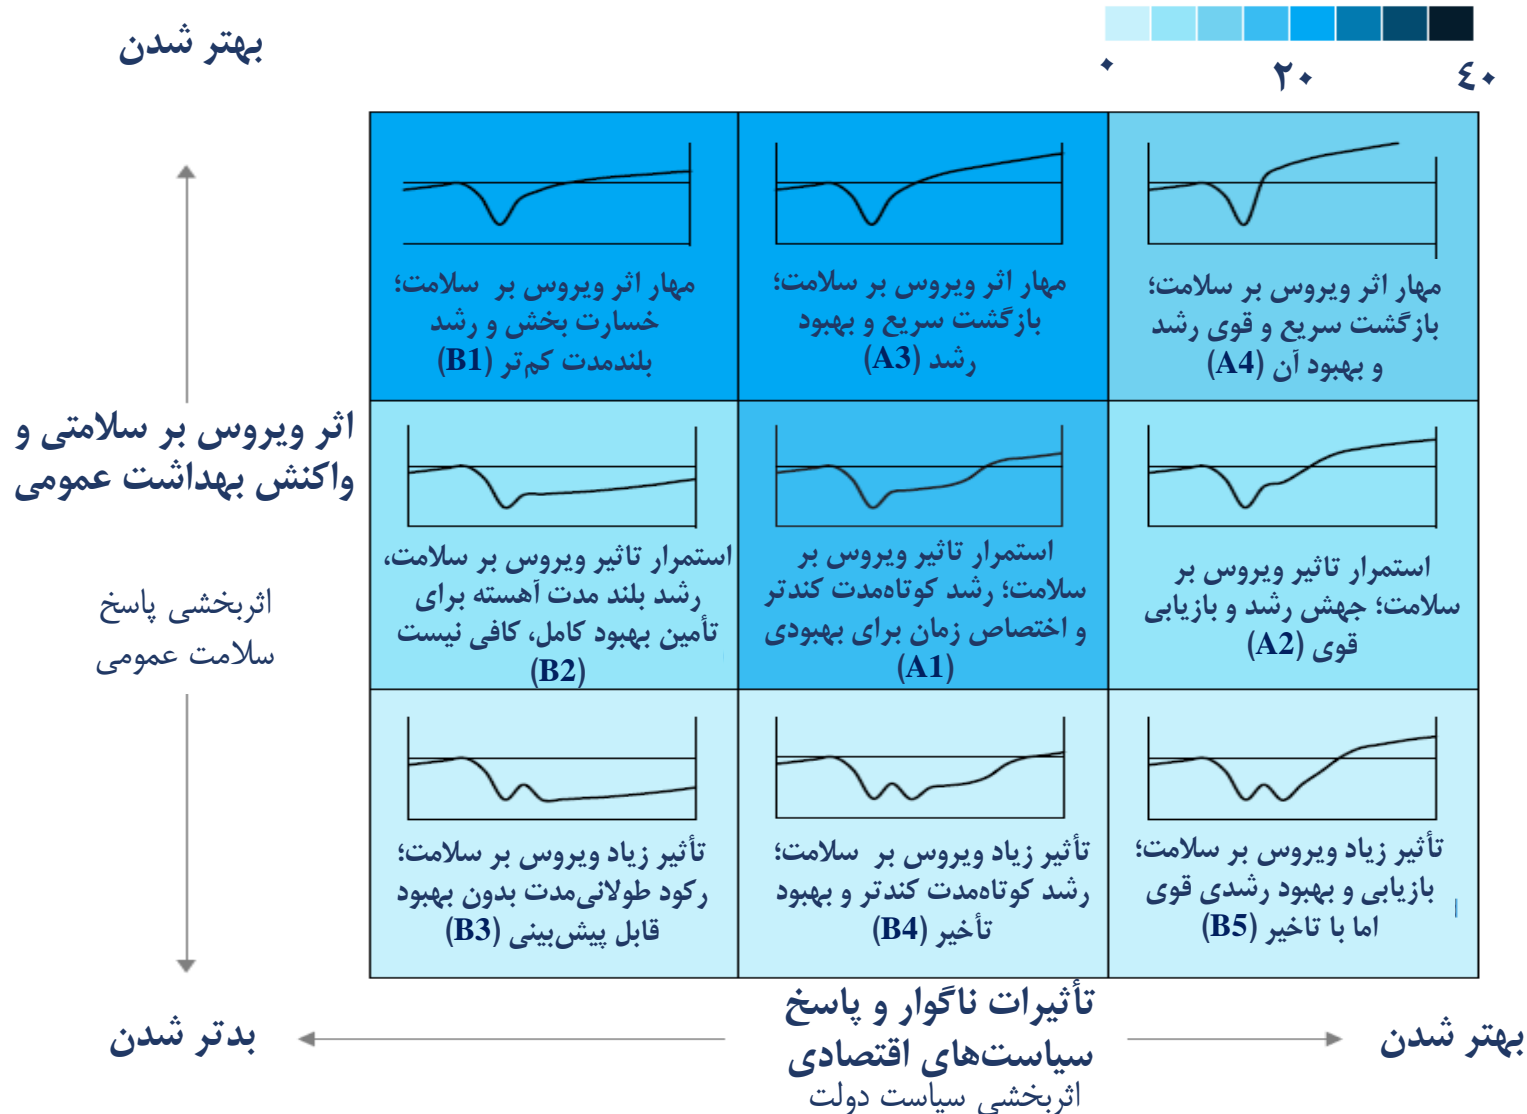 بهتر شدن
۰ ۲۰ ٤۰
مهار اثر ویروس بر سلامت؛
بازگشت سریع و قوی رشد
و بهبود آن (A4)
مهار اثر ویروس بر سلامت؛
بازگشت سریع و بهبود
رشد (A3)
مهار اثر ویروس بر سلامت؛
خسارت بخش و رشد
بلندمدت کم‌تر (B1)
اثر ویروس بر سلامتی و
واکنش بهداشت عمومی
اثربخشی پاسخ
سلامت عمومی
استمرار تاثیر ویروس بر
سلامت؛ جهش رشد و بازیابی
قوی (A2)
استمرار تاثیر ویروس بر
سلامت؛ رشد کوتاه‌مدت کندتر
و اختصاص زمان برای بهبودی
(A1)
استمرار تاثیر ویروس بر سلامت،
رشد بلند مدت آهسته برای
تأمین بهبود کامل، کافی نیست
(B2)
تأثیر زیاد ویروس بر سلامت؛
بازیابی و بهبود رشدی قوی
اما با تاخیر (B5)
تأثیر زیاد ویروس بر سلامت؛
رشد کوتاه‌مدت کندتر و بهبود
تأخیر (B4)
تأثیر زیاد ویروس بر سلامت؛
رکود طولانی‌مدت بدون بهبود
قابل پیش‌بینی (B3)
بهتر شدن
تأثیرات ناگوار و پاسخ
سیاست‌های اقتصادی
اثربخشی سیاست دولت
بدتر شدن